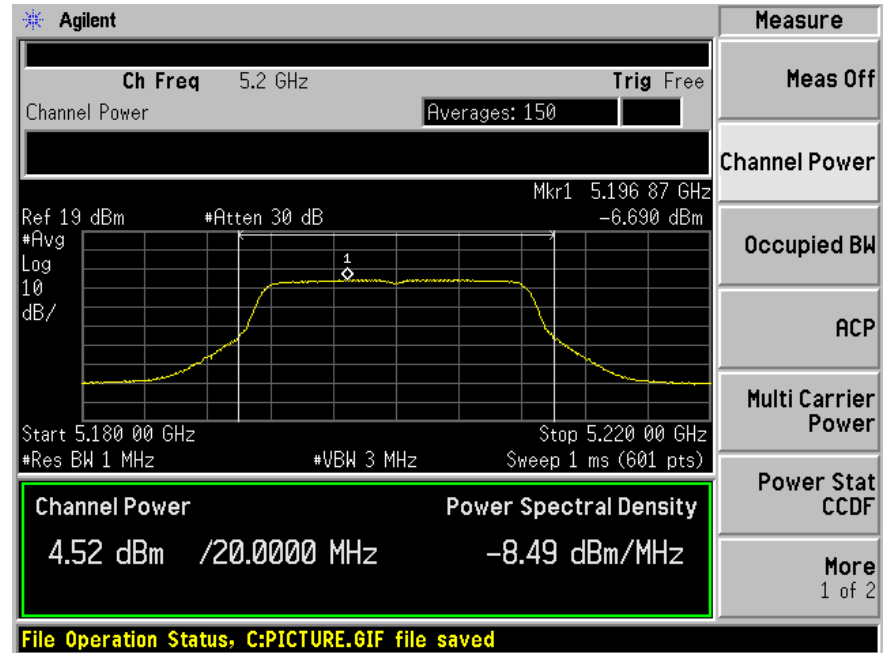 Agilent
Measure
Ch Freq 5.2 GHz Trig Free
Channel Power Averages: 150
Mkr1 5.196 87 GHz
Ref 19 dBm #Atten 30 dB -6.690 dBm
#Avg
Log
10
dB/
1
Start 5.180 00 GHz Stop 5.220 00 GHz
#Res BW 1 MHz #VBW 3 MHz Sweep 1 ms (601 pts)
Channel Power Power Spectral Density
4.52 dBm /20.0000 MHz -8.49 dBm/MHz
File Operation Status, C:PICTURE.GIF file saved
Meas Off
Channel Power
Occupied BW
ACP
Multi Carrier
Power
Power Stat
CCDF
More
1 of 2